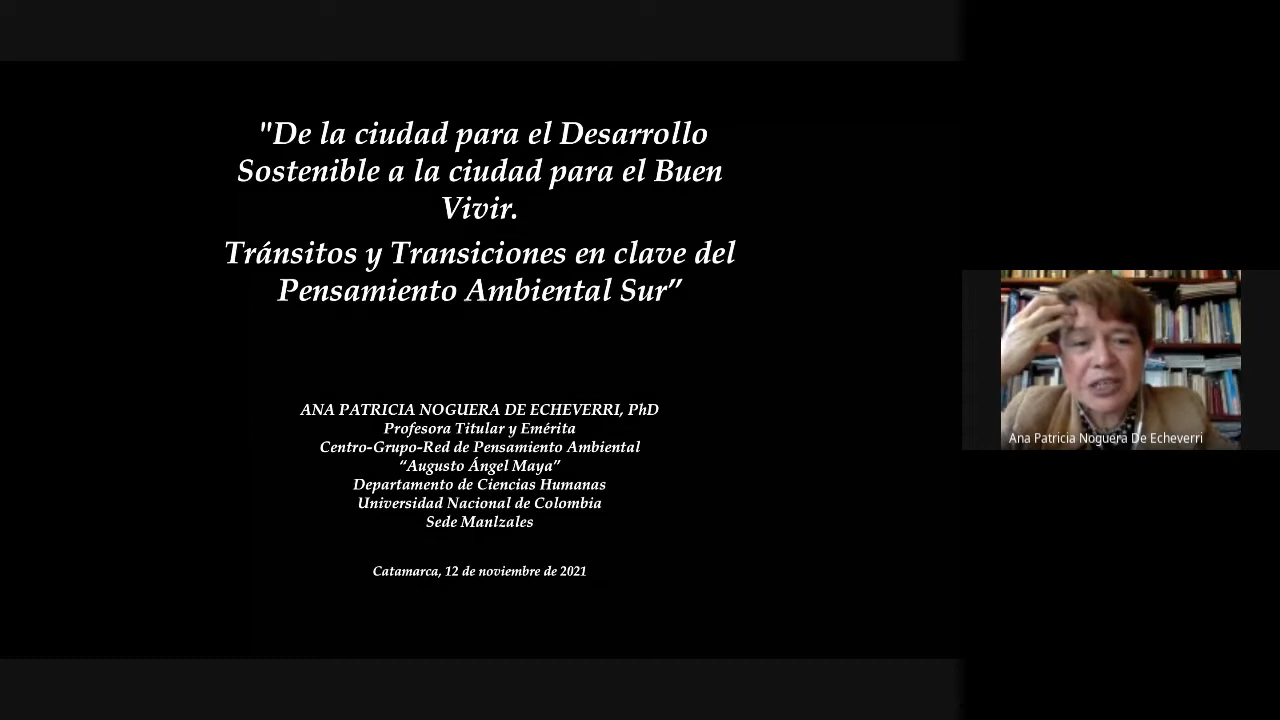 "De la ciudad para el Desarrollo
Sostenible a la ciudad para el Buen
Vivir.
Tránsitos y Transiciones en clave del
Pensamiento Ambiental Sur”
ANA PATRICIA NOGUERA DE ECHEVERRI, PhD
Profesora Titular y Emérita
Centro-Grupo-Red de Pensamiento Ambiental
“Augusto Ángel Maya”
Departamento de Ciencias Humanas
Universidad Nacional de Colombia
Sede Manlzales
Catamarca, 12 de noviembre de 2021
Ana Patricia Noguera De Echeverri